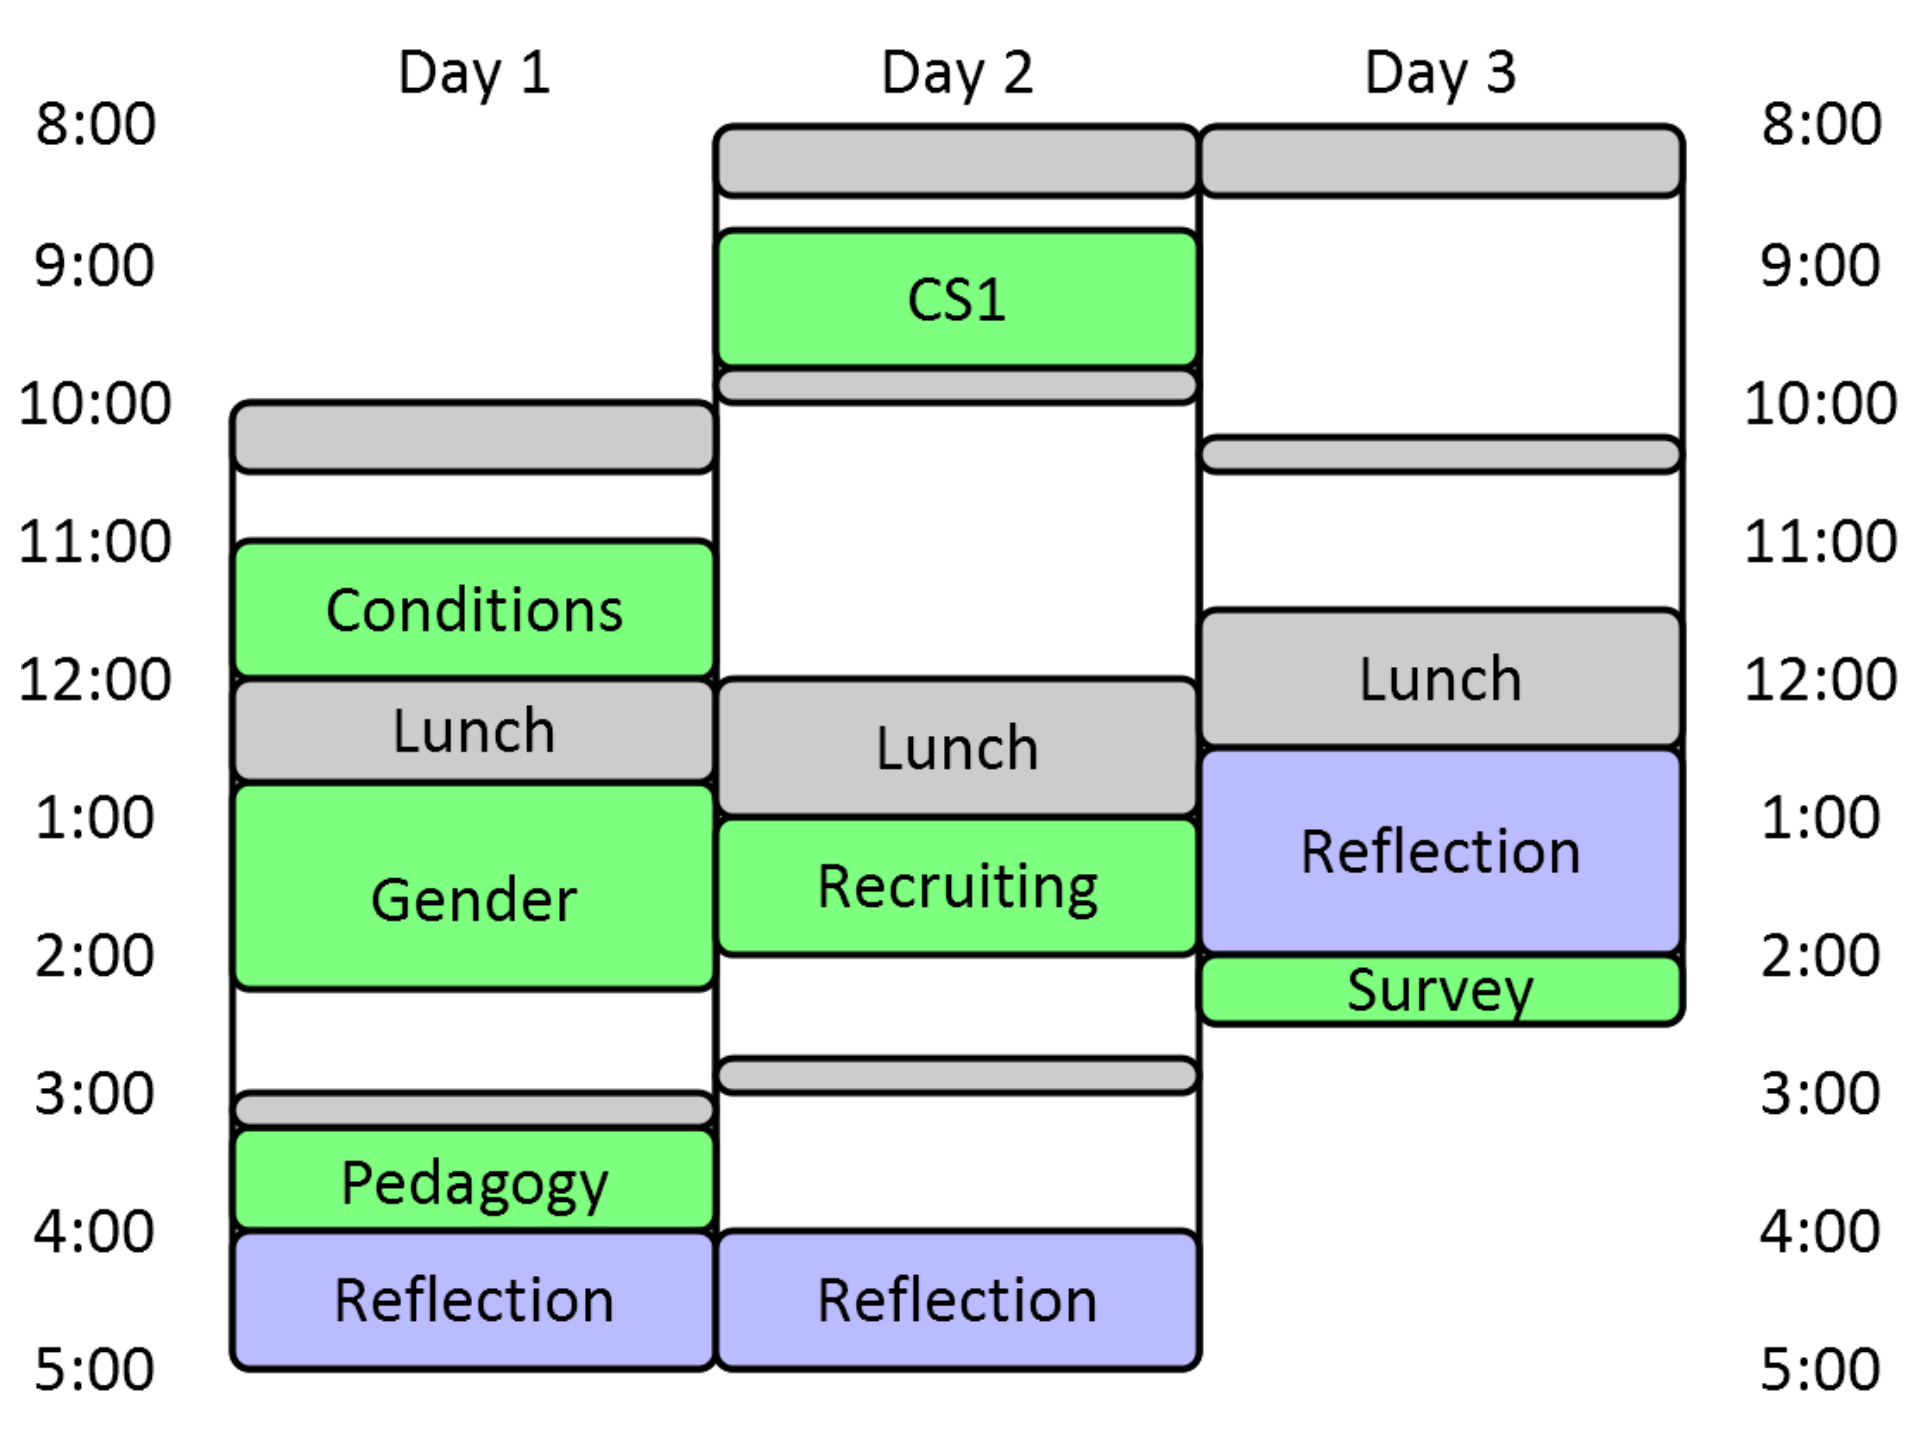 Day 1 Day 2 Day 3
8:00 8:00
9:00 9:00
CS1
10:00 10:00
11:00 11:00
Conditions
12:00 Lunch 12:00
Lunch Lunch
1:00 1:00
Reflection
Gender Recruiting
2:00 2:00
Survey
3:00 3:00
Pedagogy
4:00 4:00
Reflection Reflection
5:00 5:00